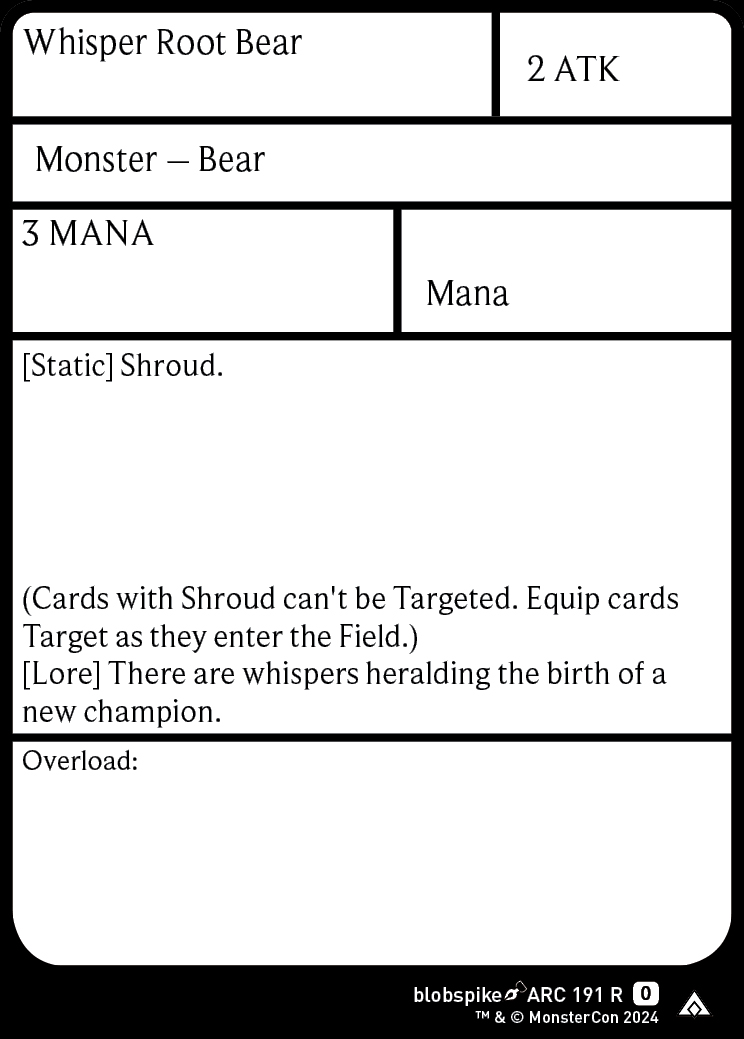 Whisper Root Bear
2 ATK
Monster – Bear
3 MANA
Mana
[Static] Shroud.
(Cards with Shroud can't be Targeted. Equip cards
Target as they enter the Field.)
[Lore] There are whispers heralding the birth of a
new champion.
Overload:
blobspike ARC 191 R 0
™ & © MonsterCon 2024